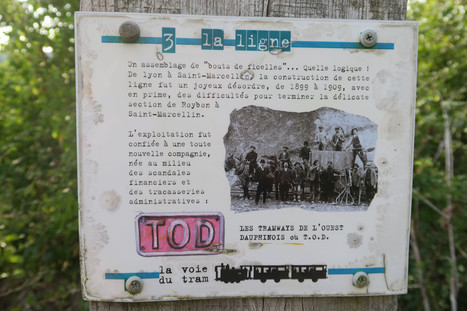 3 la ligne
Un assemblage de "bouts de ficelles"... Quelle logique !
De lyon à Saint-Marcellin, la construction de cette
ligne fut un joyeux désordre, de 1899 à 1909, avec
en prime, des difficultés pour terminer la délicate
section de Roybon à
Saint-Marcellin.
L'exploitation fut
confiée à une toute
nouvelle compagnie,
née au milieu
des scandales
financiers et
des tracasseries
administratives :
TOD
LES TRAMWAYS DE L'OUEST
DAUPHINOIS ou T.O.D.
la voie
du tram